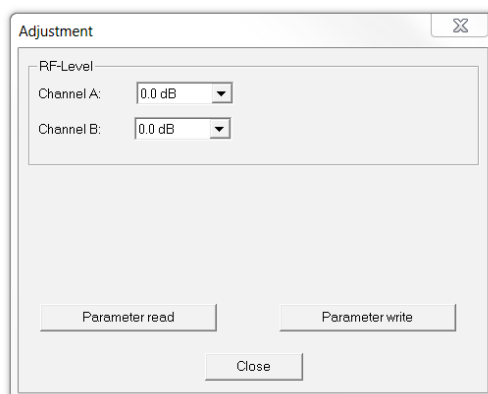 Adjustment
RF-Level
Channel A: 0.0 dB
Channel B: 0.0 dB
Parameter read Parameter write
Close